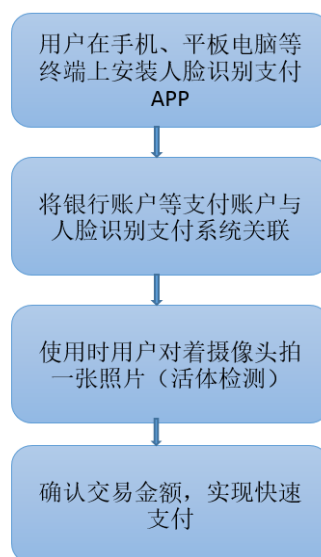 用户在手机、平板电脑等
终端上安装人脸识别支付
APP
将银行账户等支付账户与
人脸识别支付系统关联
使用时用户对着摄像头拍
一张照片（活体检测）
确认交易金额，实现快速
支付